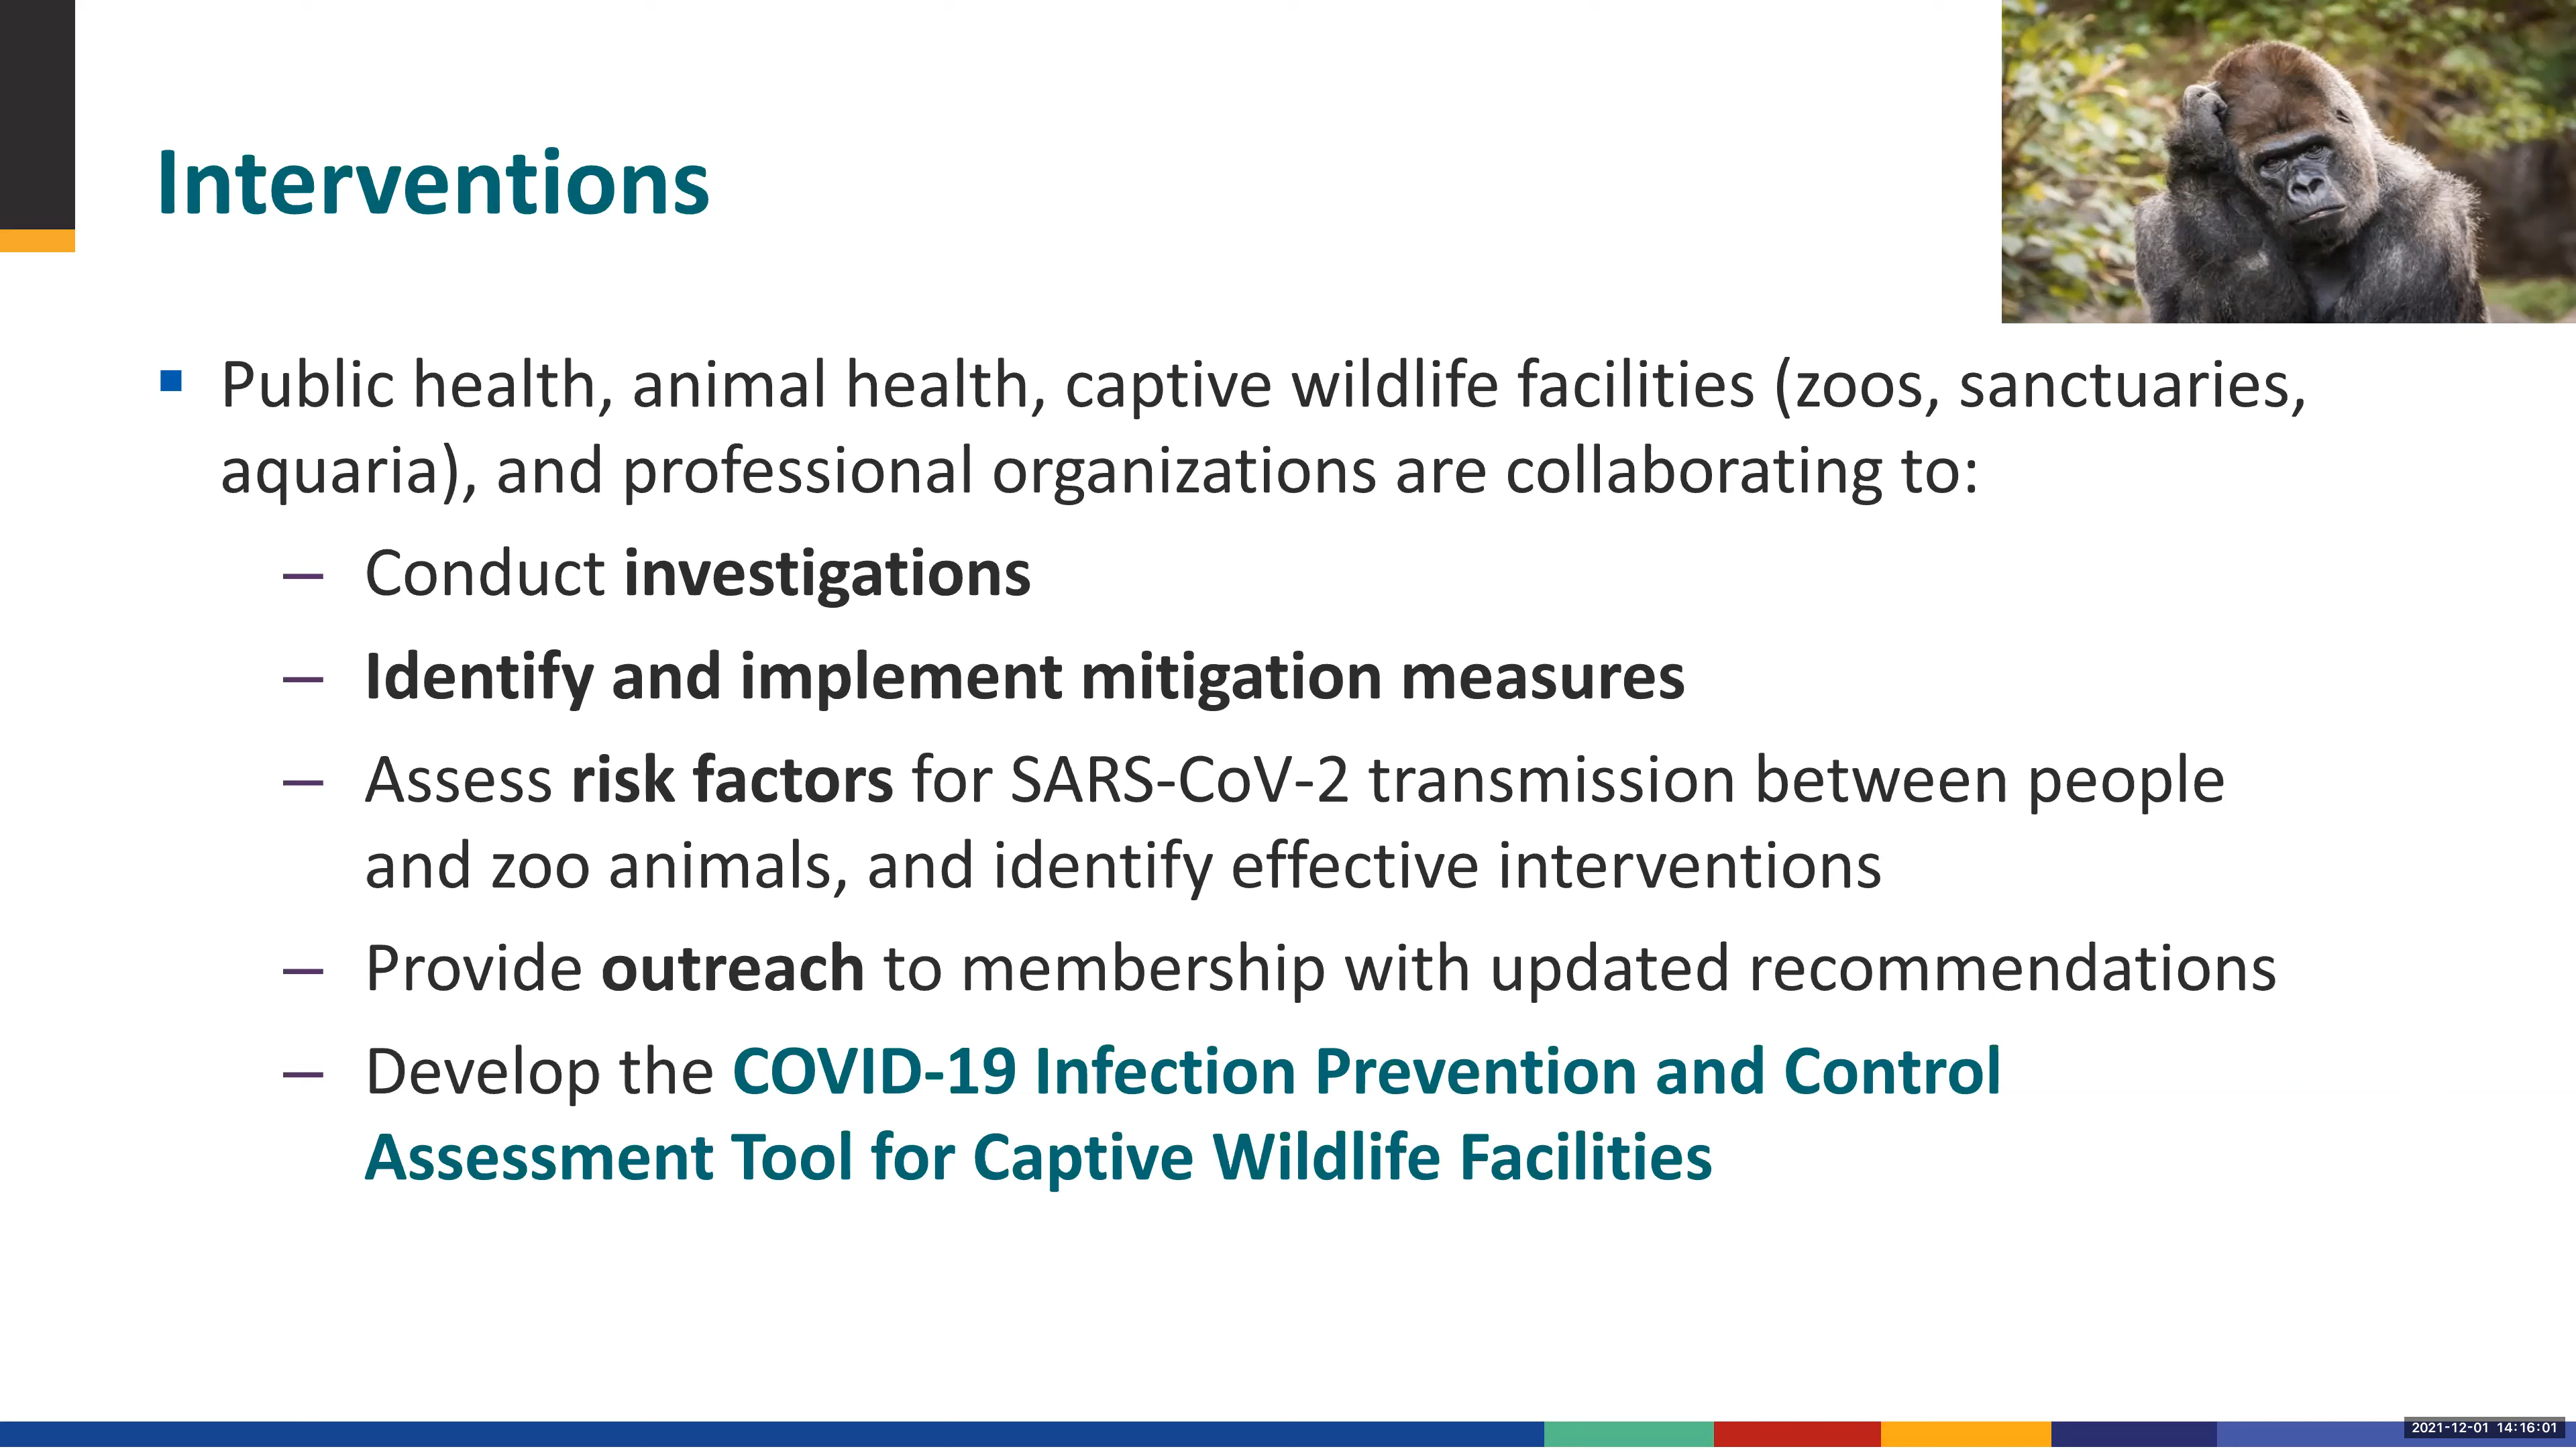 Interventions
▪ Public health, animal health, captive wildlife facilities (zoos, sanctuaries,
aquaria), and professional organizations are collaborating to:
– Conduct investigations
– Identify and implement mitigation measures
– Assess risk factors for SARS-CoV-2 transmission between people
and zoo animals, and identify effective interventions
– Provide outreach to membership with updated recommendations
– Develop the COVID-19 Infection Prevention and Control
Assessment Tool for Captive Wildlife Facilities
2021-12-01 14:16:01